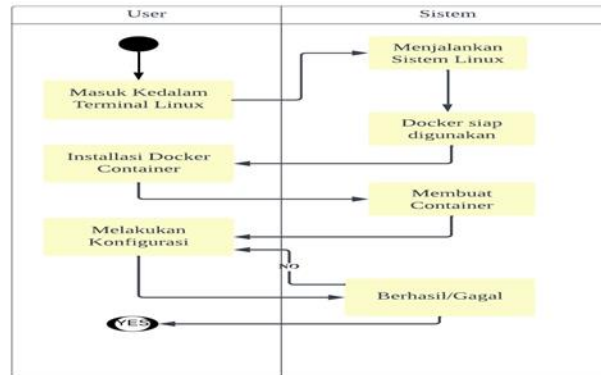 User
Sistem
Masuk Kedalam
Terminal Linux
Menjalankan
Sistem Linux
Docker siap
digunakan
Installasi Docker
Container
Membuat
Container
Melakukan
Konfigurasi
NO
Berhasil/Gagal
YES